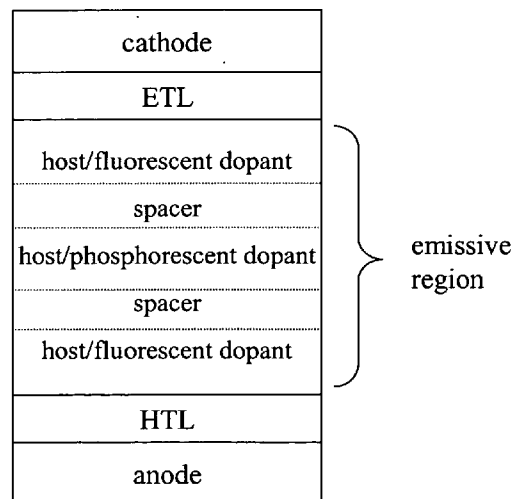 cathode
ETL
host/fluorescent dopant
spacer
host/phosphorescent dopant
spacer
host/fluorescent dopant
HTL
anode
emissive
region